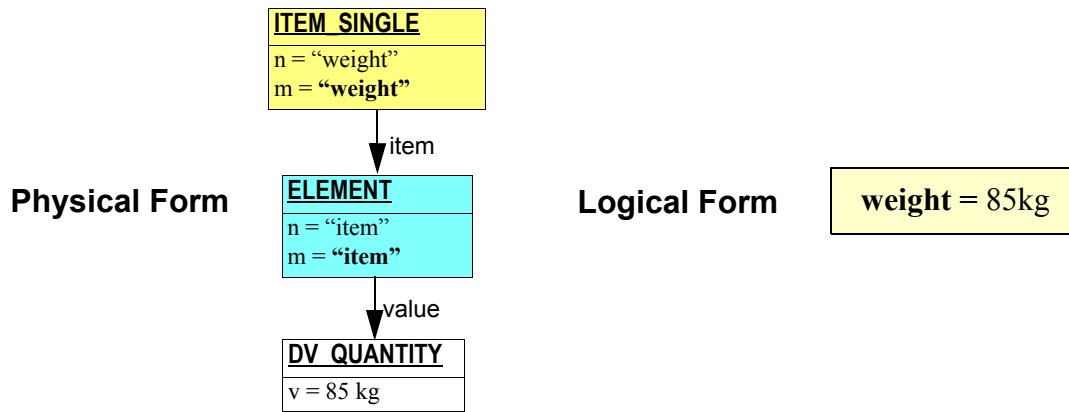 ITEM_SINGLE
n = “weight”
m = “weight”
item
Physical Form
ELEMENT
n = “item”
m = “item”
value
DV_QUANTITY
v = 85 kg
Logical Form
weight = 85kg